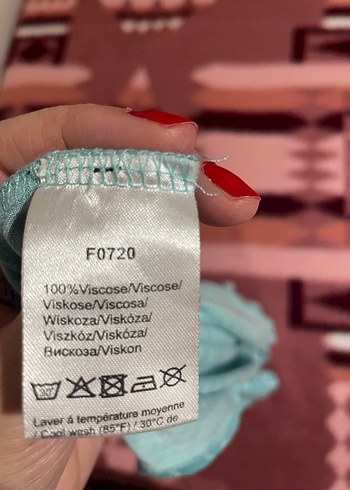 F0720
100%Viscose/Viscose/
Viskose/Viscosa/
Wiskoza/Viskóza/
Viszkóz/Viskóza/
Вискоза/Viskon
30°
Laver á température moyenne
/ Cool wash (85°F) / 30°C de